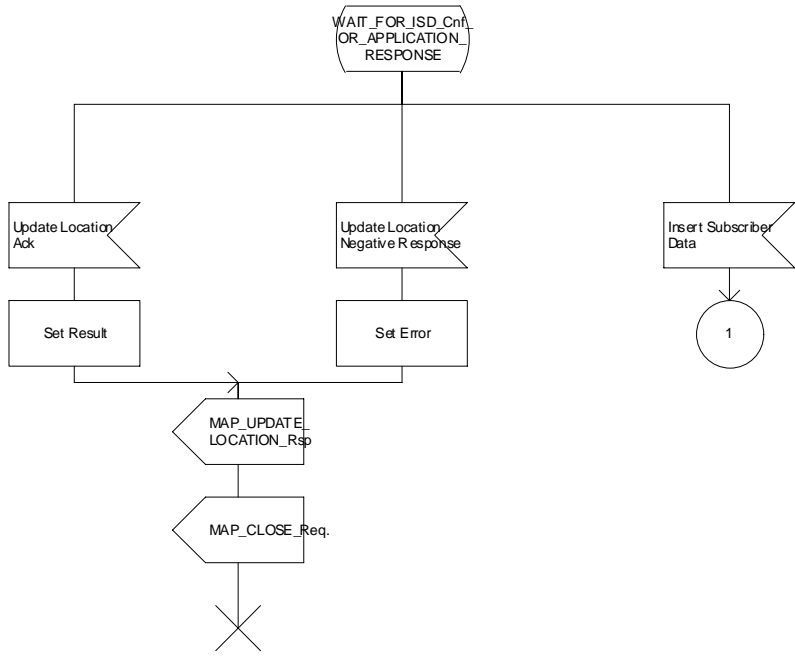 WAIT_FOR_ISD_Cnf_
OR_APPLICATION_
RESPONSE
Update Location
Ack
Update Location
Negative Response
Insert Subscriber
Data
Set Result
Set Error
1
MAP_UPDATE_
LOCATION_Rsp
MAP_CLOSE_Req.